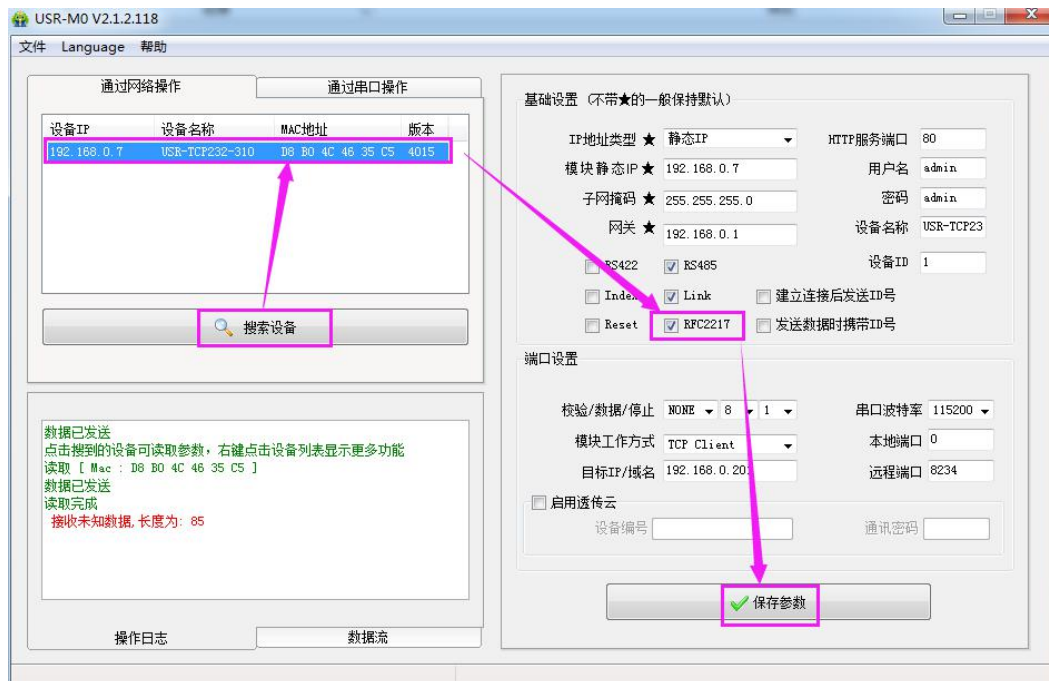 USR-M0 V2.1.2.118
文件 Language 帮助
通过网络操作 通过串口操作
设备IP 设备名称 MAC地址 版本
192.168.0.7 USR-TCP232-310 D8 B0 4C 46 35 C5 4015
搜索设备
数据已发送
点击搜到的设备可读取参数，右键点击设备列表显示更多功能
读取 [ Mac : D8 B0 4C 46 35 C5 ]
数据已发送
读取完成
接收未知数据,长度为: 85
操作日志 数据流
基础设置 (不带★的一般保持默认)
IP地址类型 ★ 静态IP HTTP服务端口 80
模块静态IP★ 192.168.0.7 用户名 admin
子网掩码 ★ 255.255.255.0 密码 admin
网关 ★ 192.168.0.1 设备名称 USR-TCP23
RS422 RS485 设备ID 1
Index Link 建立连接后发送ID号
Reset RFC2217 发送数据时携带ID号
端口设置
校验/数据/停止 NONE 8 1 串口波特率 115200
模块工作方式 TCP Client 本地端口 0
目标IP/域名 192.168.0.201 远程端口 8234
启用透传云
设备编号 通讯密码
保存参数